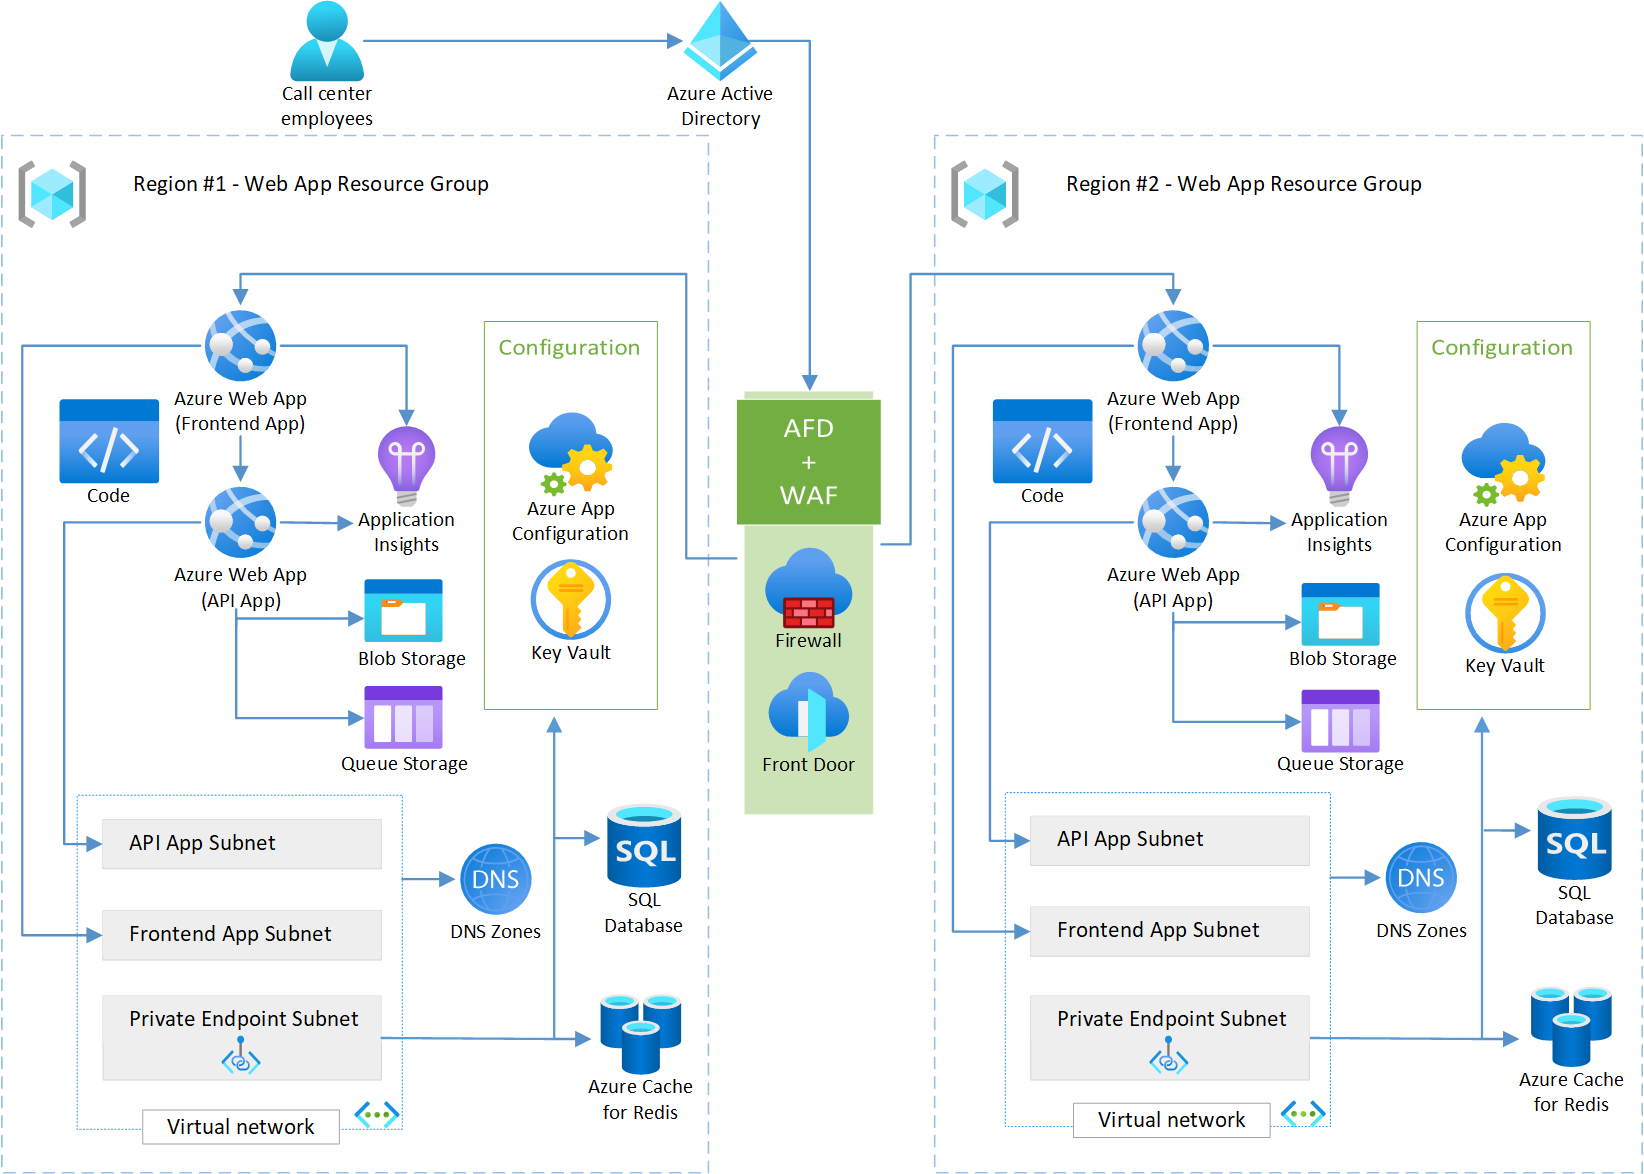 Call center
employees
Azure Active
Directory
Region #1 - Web App Resource Group
Azure Web App
(Frontend App)
Code
Application
Insights
Azure Web App
(API App)
Blob Storage
Queue Storage
Configuration
Azure App
Configuration
Key Vault
API App Subnet
Frontend App Subnet
Private Endpoint Subnet
Virtual network
DNS
DNS Zones
SQL
SQL
Database
Azure Cache
for Redis
AFD
+
WAF
Firewall
Front Door
Region #2 - Web App Resource Group
Azure Web App
(Frontend App)
Code
Application
Insights
Azure Web App
(API App)
Blob Storage
Queue Storage
Configuration
Azure App
Configuration
Key Vault
API App Subnet
Frontend App Subnet
Private Endpoint Subnet
Virtual network
DNS
DNS Zones
SQL
SQL
Database
Azure Cache
for Redis